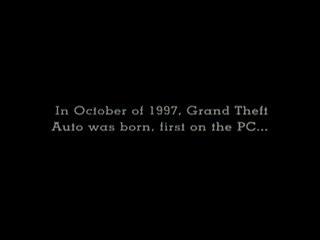 In October of 1997, Grand Theft
Auto was born, first on the PC...